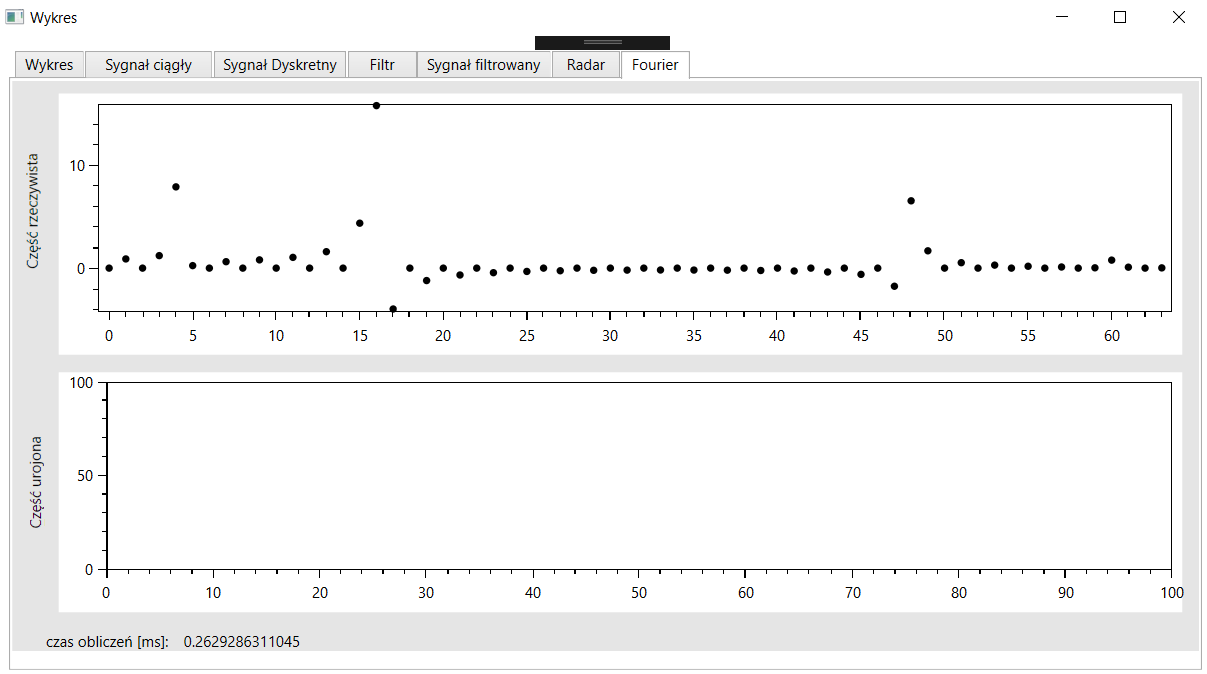 Wykres
Wykres Sygnał ciągły Sygnał Dyskretny Filtr Sygnał filtrowany Radar Fourier
Część rzeczywista
10
0
0 5 10 15 20 25 30 35 40 45 50 55 60
Część urojona
100
50
0
0 10 20 30 40 50 60 70 80 90 100
czas obliczeń [ms]: 0.2629286311045